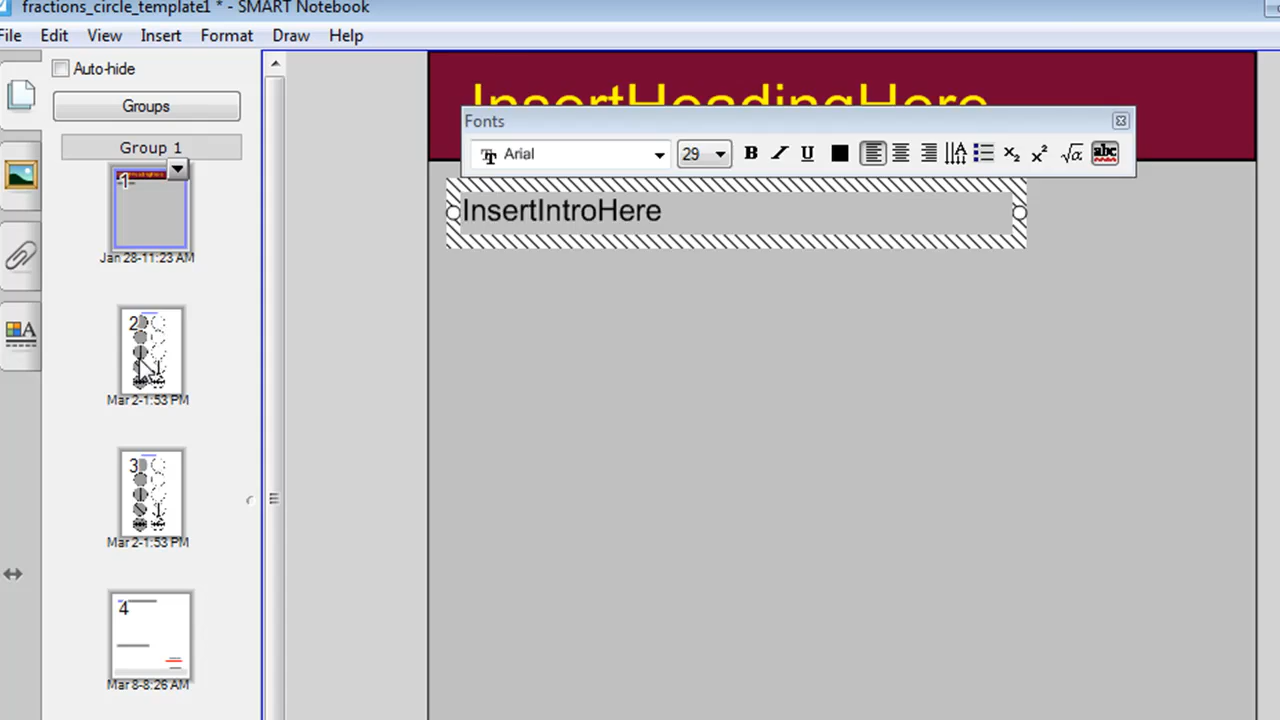 fractions_circle_template1 * - SMART Notebook
File Edit View Insert Format Draw Help
Auto-hide
Groups
Group 1
1
Jan 28-11:23 AM
2
Mar 2-1:53 PM
3
Mar 2-1:53 PM
4
Mar 8-8:26 AM
InsertHeadingHere
Fonts
Arial
29
B I U
abc
InsertIntroHere